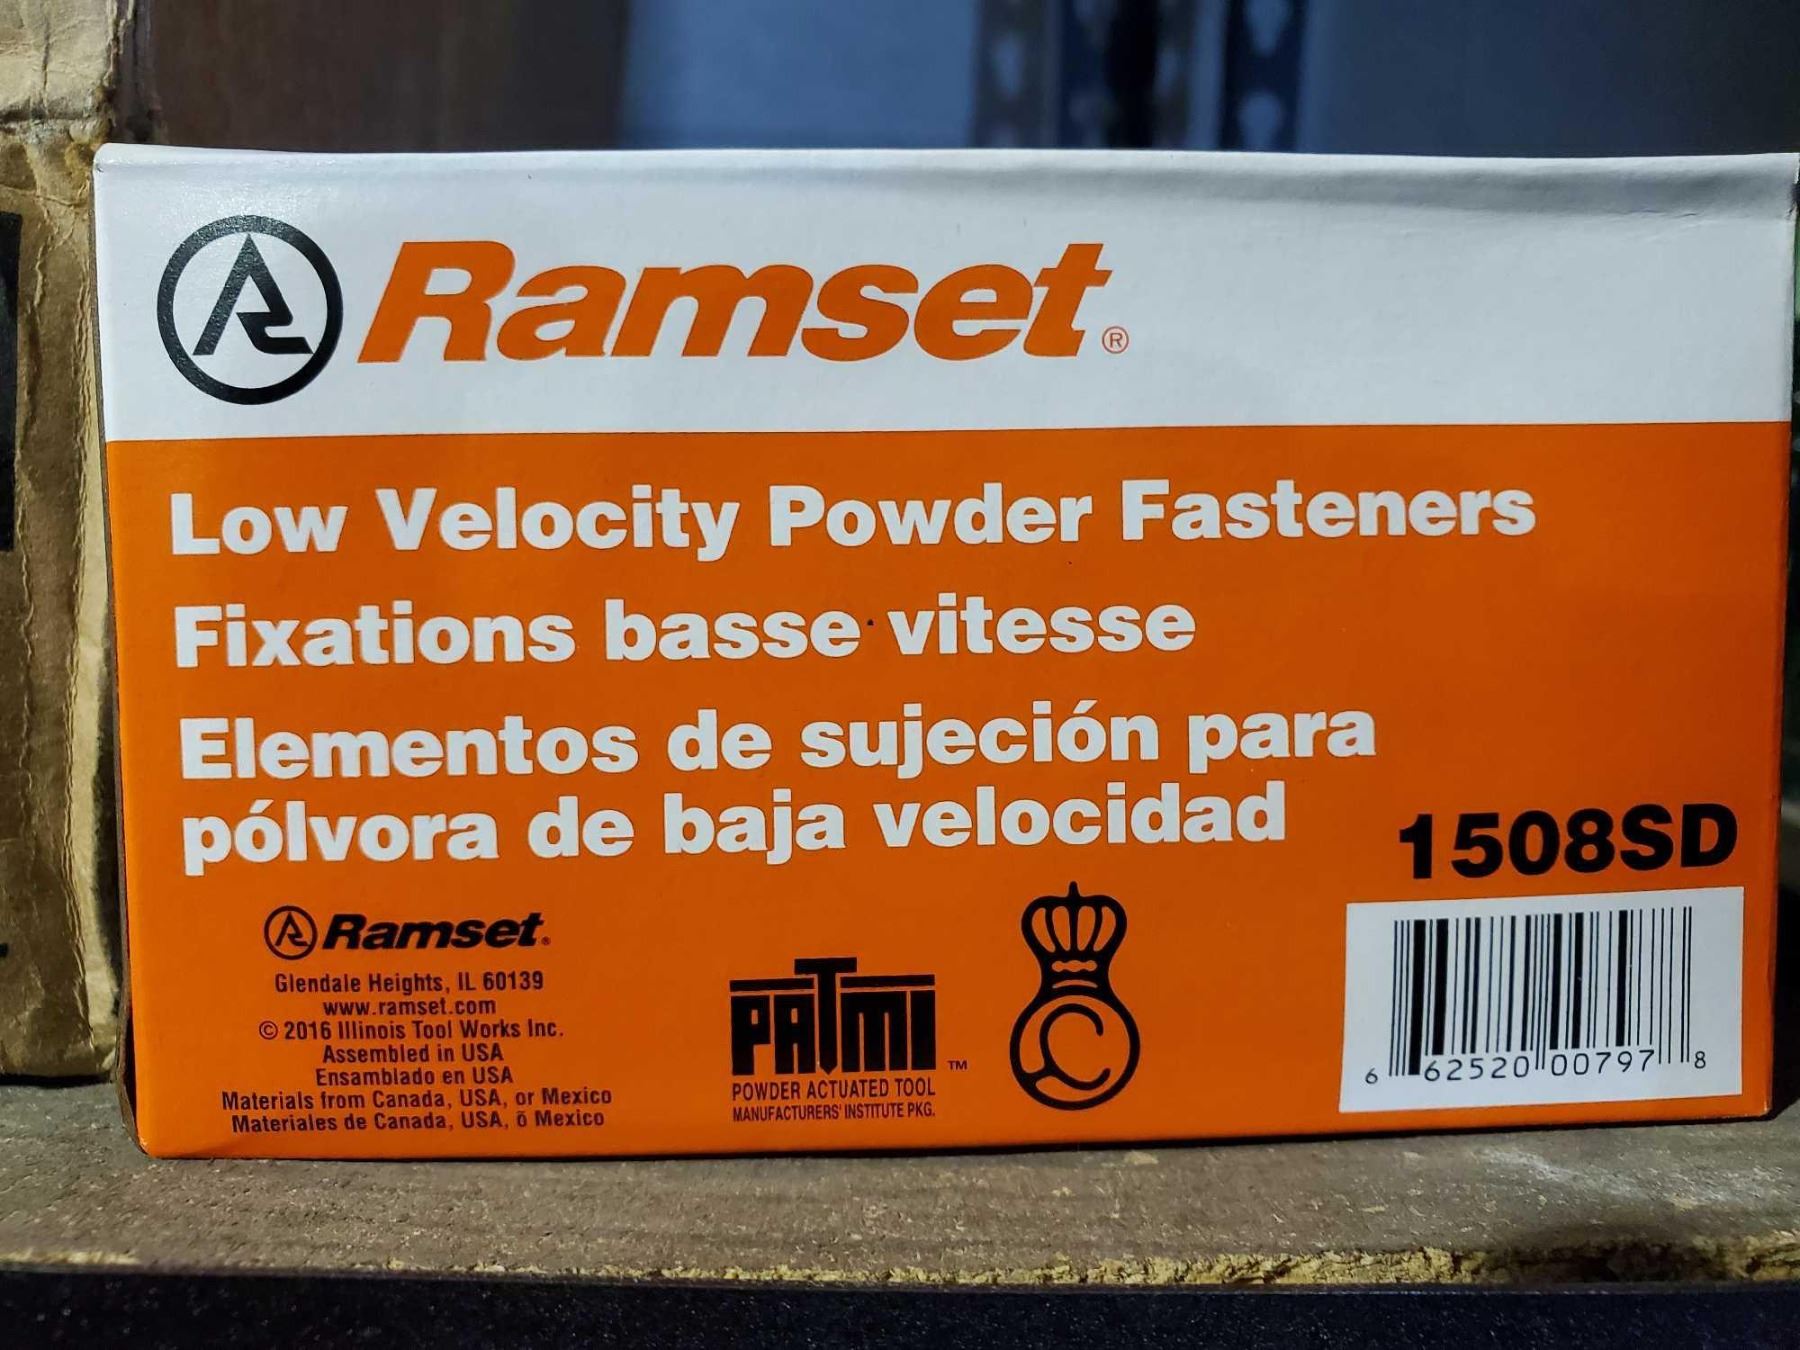 Ramset®
Low Velocity Powder Fasteners
Fixations basse vitesse
Elementos de sujeción para
pólvora de baja velocidad
1508SD
Ramset®
Glendale Heights, IL 60139
www.ramset.com
© 2016 Illinois Tool Works Inc.
Assembled in USA
Ensamblado en USA
Materials from Canada, USA, or Mexico
Materiales de Canada, USA, õ Mexico
PATMI™
POWDER ACTUATED TOOL
MANUFACTURERS' INSTITUTE PKG.
6 62520 00797 8